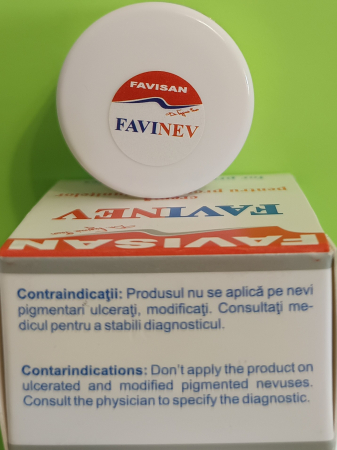 FAVISAN
FAVINEV
pentru
FAVINEV
FAVISAN
Contraindicaţii: Produsul nu se aplică pe nevi
pigmentari ulceraţi, modificaţi. Consultaţi me-
dicul pentru a stabili diagnosticul.
Contarindications: Don't apply the product on
ulcerated and modified pigmented nevuses.
Consult the physician to specify the diagnostic.